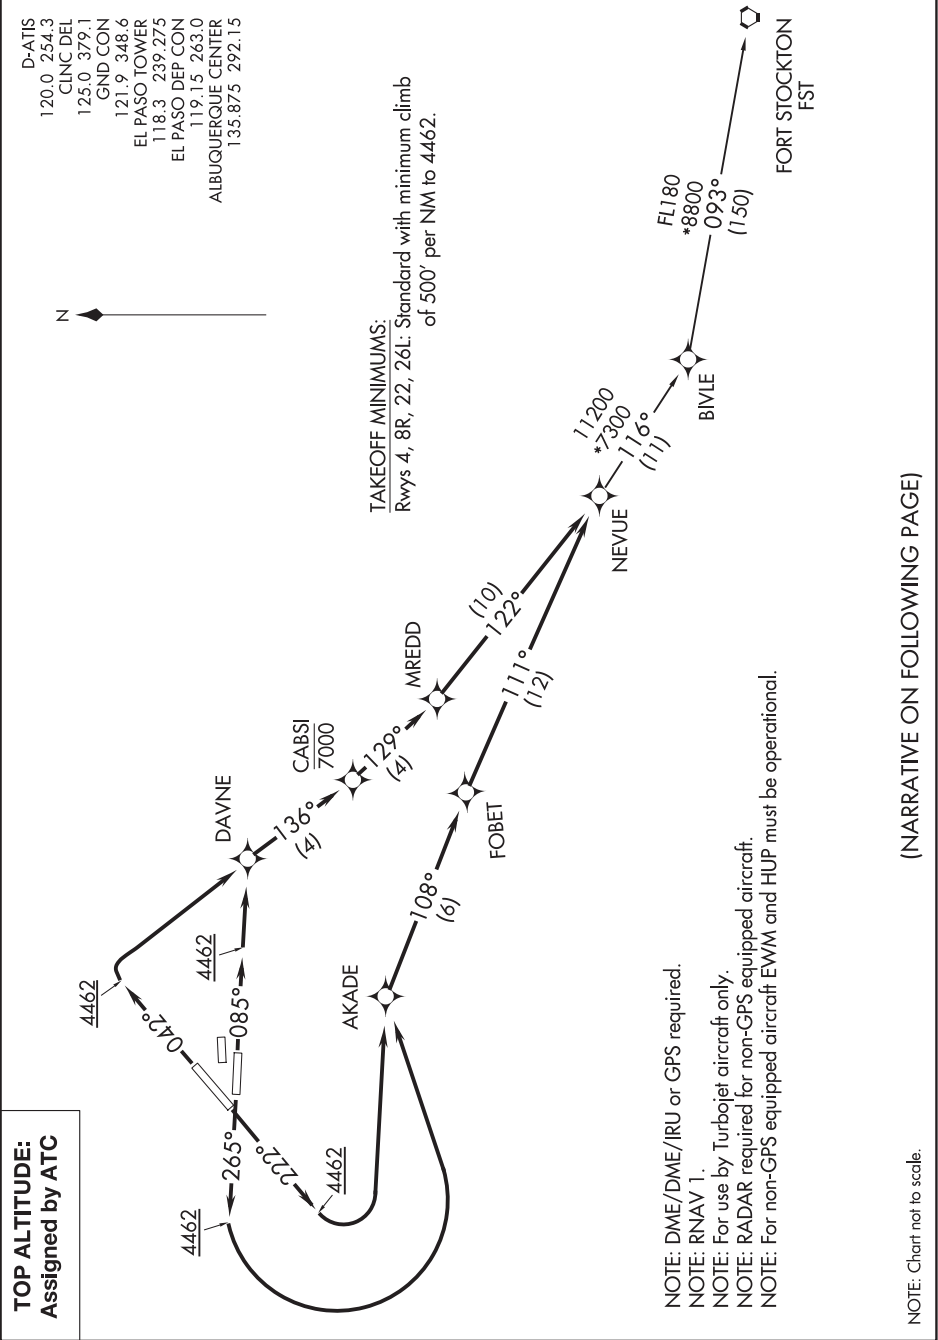 TOP ALTITUDE:
Assigned by ATC
D-ATIS
120.0 254.3
CLNC DEL
125.0 379.1
GND CON
121.9 348.6
EL PASO TOWER
118.3 239.275
EL PASO DEP CON
119.15 263.0
ALBUQUERQUE CENTER
135.875 292.15
N
TAKEOFF MINIMUMS:
Rwys 4, 8R, 22, 26L: Standard with minimum climb
of 500' per NM to 4462.
4462
042°
4462
085°
4462
265°
222°
4462
DAVNE
136°
(4)
CABSI
7000
129°
(4)
MREDD
(10)
122°
AKADE
108°
(6)
FOBET
111°
(12)
NEVUE
11200
*7300
116°
(11)
BIVLE
FL180
*8800
093°
(150)
FORT STOCKTON
FST
NOTE: DME/DME/IRU or GPS required.
NOTE: RNAV 1.
NOTE: For use by Turbojet aircraft only.
NOTE: RADAR required for non-GPS equipped aircraft.
NOTE: For non-GPS equipped aircraft EWM and HUP must be operational.
(NARRATIVE ON FOLLOWING PAGE)
NOTE: Chart not to scale.